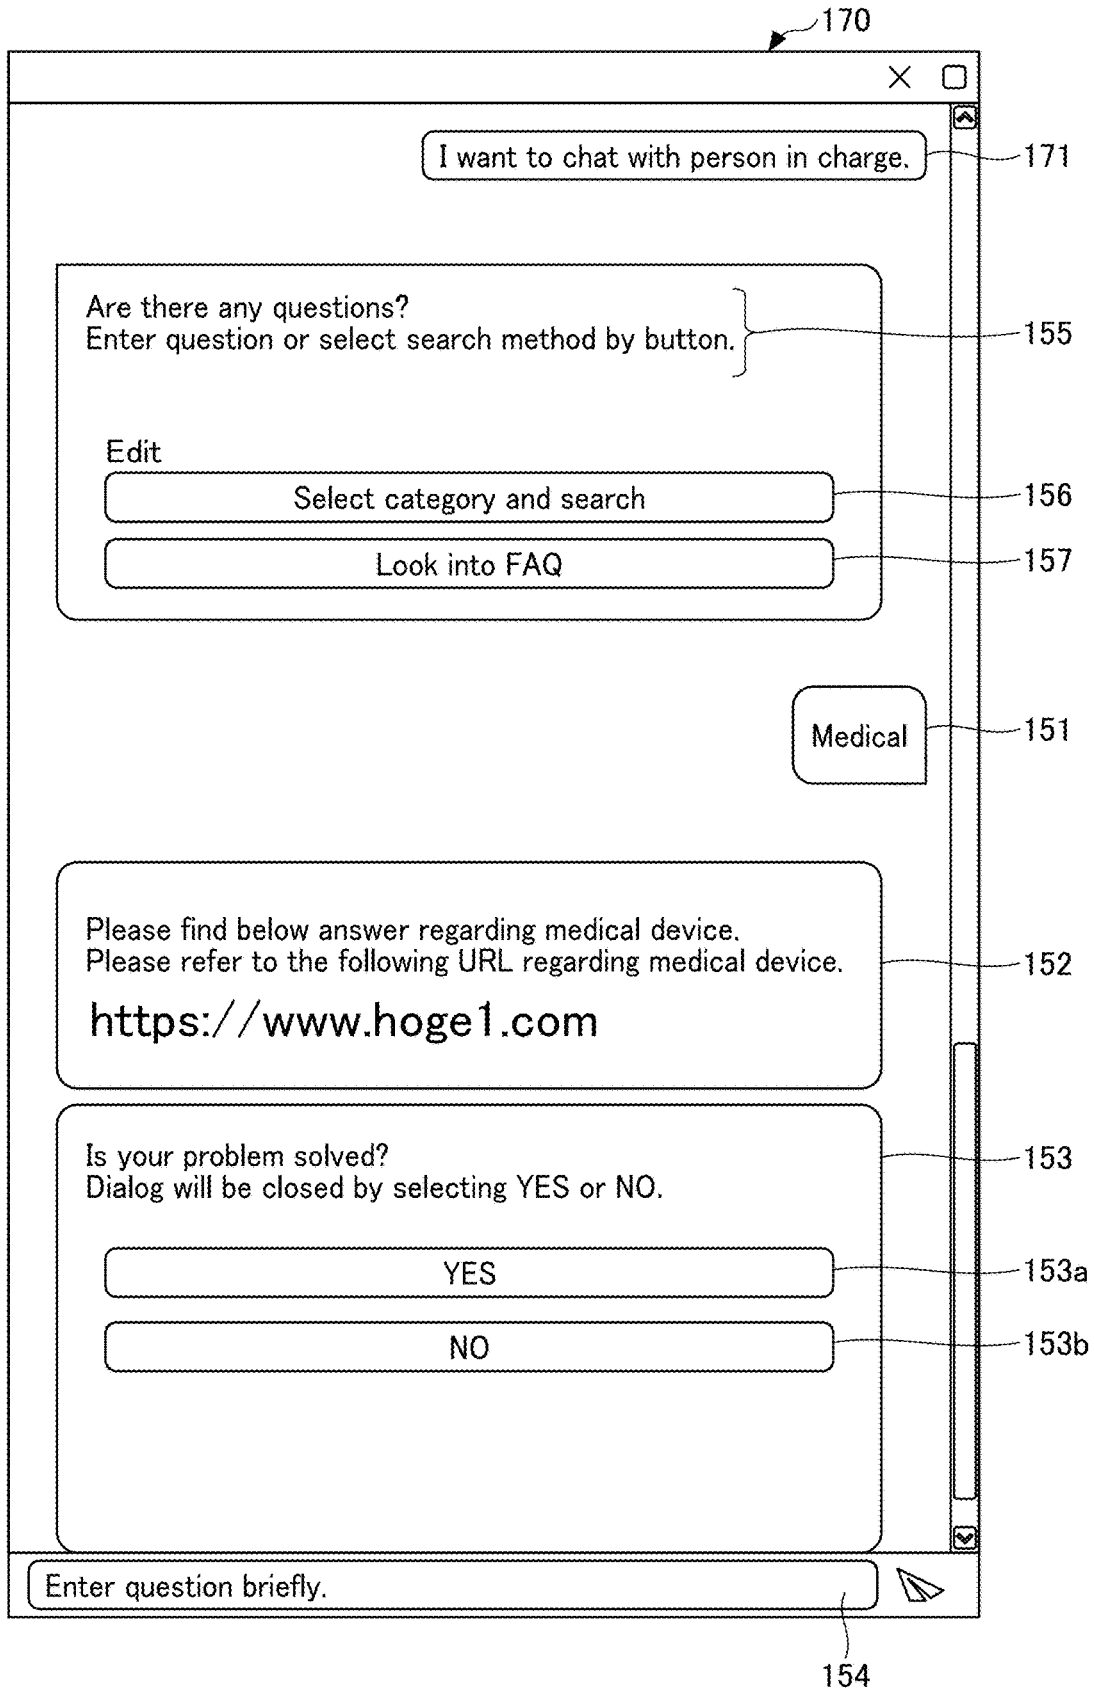 170
I want to chat with person in charge.
171
Are there any questions?
Enter question or select search method by button.
155
Edit
Select category and search
156
Look into FAQ
157
Medical
151
Please find below answer regarding medical device.
Please refer to the following URL regarding medical device.
152
https://www.hoge1.com
Is your problem solved?
153
Dialog will be closed by selecting YES or NO.
YES
153a
NO
153b
Enter question briefly.
154